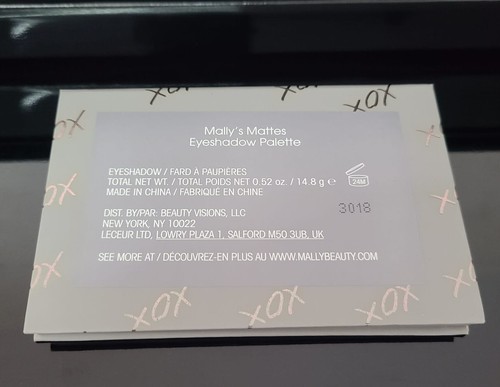 XOX
XOX
XOX
XOX
Mally's Mattes
Eyeshadow Palette
EYESHADOW / FARD À PAUPIÈRES
TOTAL NET WT. / TOTAL POIDS NET 0.52 oz. / 14.8 g ℮
24M
MADE IN CHINA / FABRIQUÉ EN CHINE
3018
DIST. BY/PAR: BEAUTY VISIONS, LLC
NEW YORK, NY 10022
LECEUR LTD, LOWRY PLAZA 1, SALFORD M50 3UB, UK
SEE MORE AT / DÉCOUVREZ-EN PLUS AU WWW.MALLYBEAUTY.COM
XOX
XOX
XOX